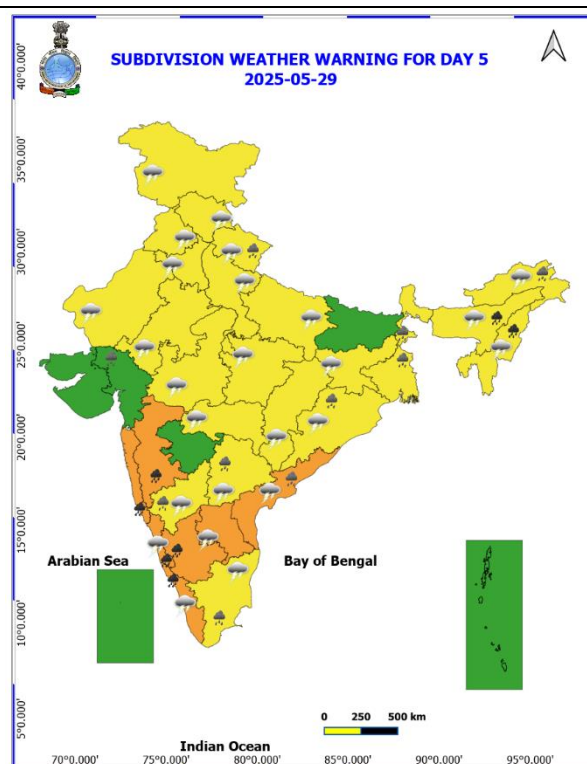 SUBDIVISION WEATHER WARNING FOR DAY 5
2025-05-29
40°0.000'
35°0.000'
30°0.000'
25°0.000'
20°0.000'
15°0.000'
10°0.000'
5°0.000'
Arabian Sea
Bay of Bengal
0 250 500 km
Indian Ocean
70°0.000' 75°0.000' 80°0.000' 85°0.000' 90°0.000' 95°0.000'